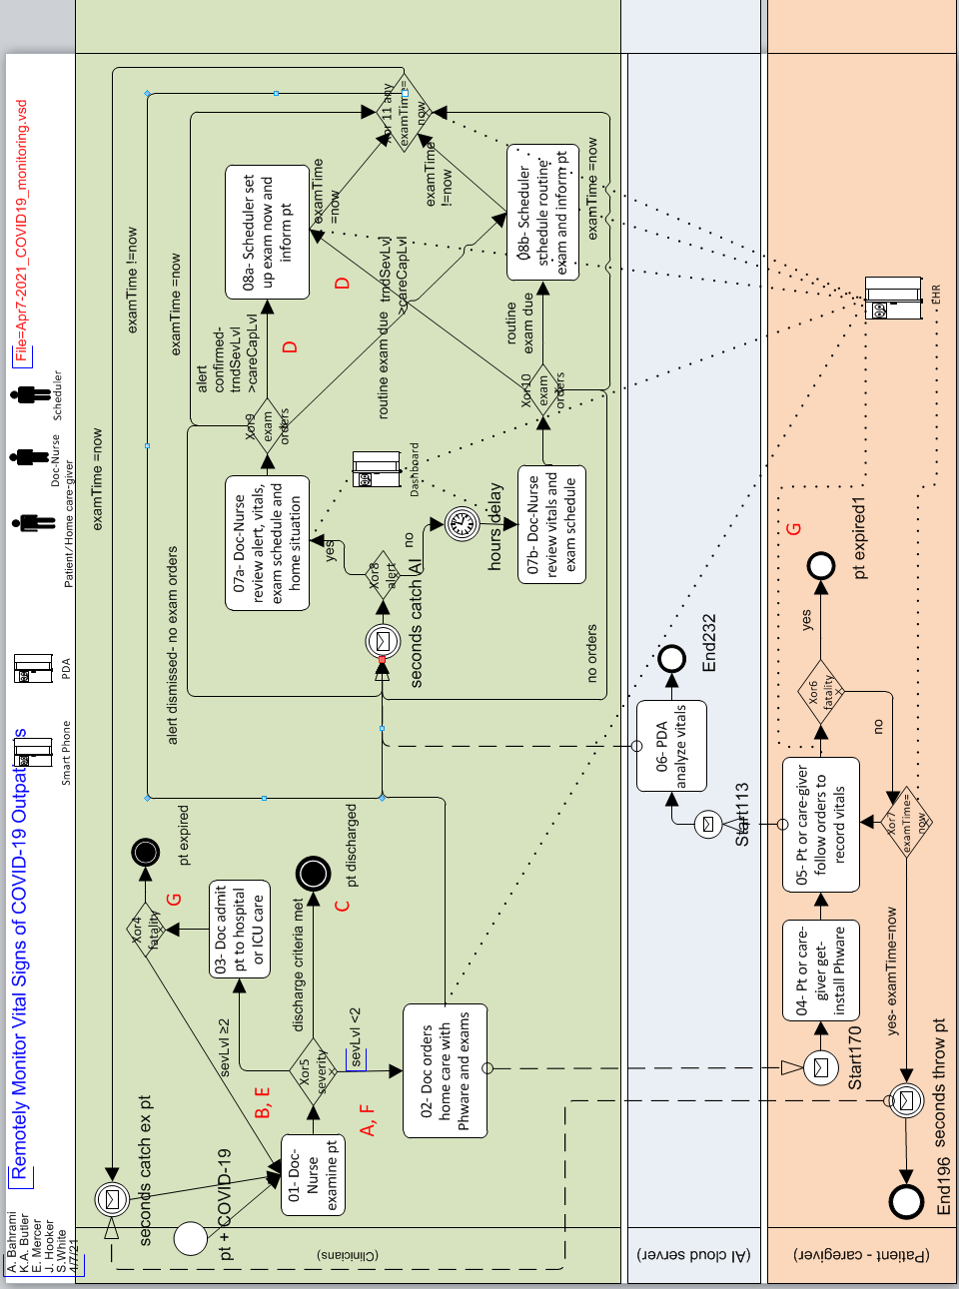 Remotely Monitor Vital Signs of COVID-19 Outpatients
File=Apr7-2021_COVID19_monitoring.vsd
A. Bahrami
K.A. Butler
E. Mercer
J. Hooker
S.White
4/7/21
Smart Phone
PDA
Patient/Home care-giver
Doc-Nurse
Scheduler
(Clinicians)
seconds catch ex pt
pt + COVID-19
01- Doc-
Nurse
examine pt
B, E
A, F
Xor5
severity
sevLvl ≥2
sevLvl <2
discharge criteria met
03- Doc admit
pt to hospital
or ICU care
G
Xor4
fatality
pt expired
C
pt discharged
02- Doc orders
home care with
Phware and exams
alert dismissed- no exam orders
no orders
seconds catch AI
Xor8
alert
yes
no
hours delay
07a- Doc-Nurse
review alert, vitals,
exam schedule and
home situation
07b- Doc-Nurse
review vitals and
exam schedule
Dashboard
Xor9
exam
orders
Xor10
exam
orders
alert
confirmed-
trndSevLvl
>careCapLvl
D
D
routine exam due
trndSevLvl
>careCapLvl
routine
exam due
08a- Scheduler set
up exam now and
inform pt
08b- Scheduler
schedule routine
exam and inform pt
examTime
=now
examTime
!=now
examTime =now
examTime =now
examTime !=now
examTime =now
Xor 11 any
examTime=
now
(AI cloud server)
Start113
06- PDA
analyze vitals
End232
(Patient - caregiver)
Start170
04- Pt or care-
giver get-
install Phware
05- Pt or care-giver
follow orders to
record vitals
Xor6
fatality
yes
no
G
pt expired1
Xor7
examTime=
now
yes- examTime=now
seconds throw pt
End196
EHR